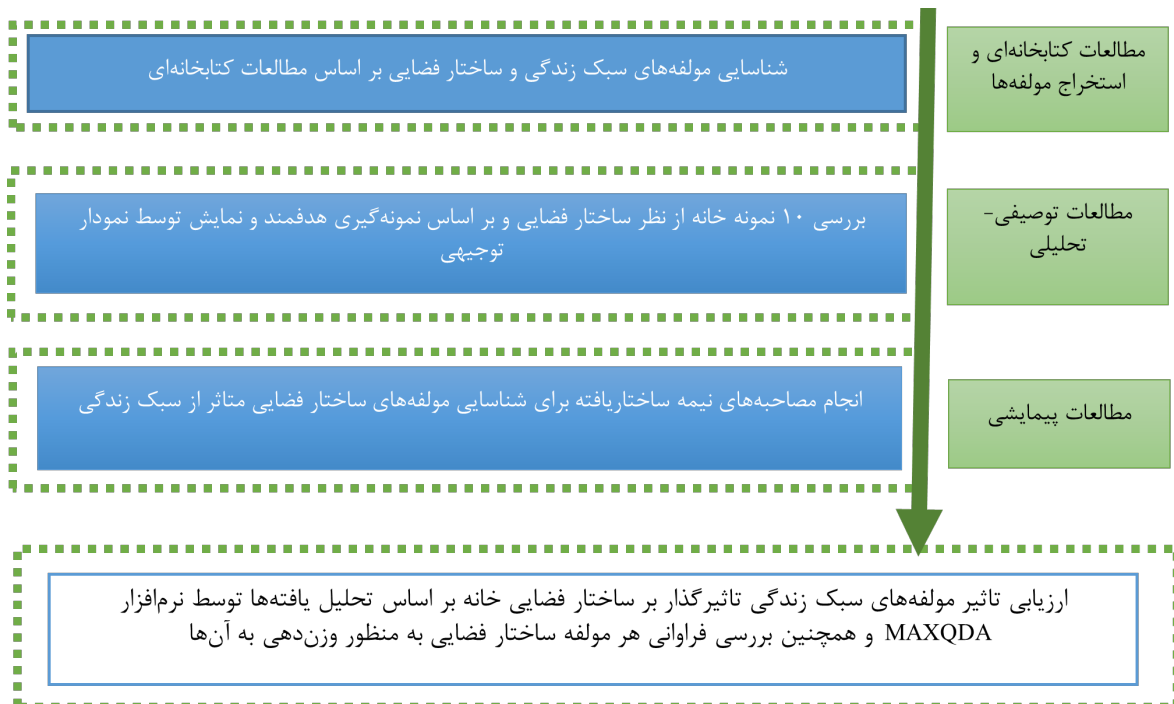 مطالعات کتابخانه‌ای و
استخراج مولفه‌ها
شناسایی مولفه‌های سبک زندگی و ساختار فضایی بر اساس مطالعات کتابخانه‌ای
مطالعات توصیفی-
تحلیلی
بررسی ۱۰ نمونه خانه از نظر ساختار فضایی و بر اساس نمونه‌گیری هدفمند و نمایش توسط نمودار
توجیهی
مطالعات پیمایشی
انجام مصاحبه‌های نیمه ساختاریافته برای شناسایی مولفه‌های ساختار فضایی متاثر از سبک زندگی
ارزیابی تاثیر مولفه‌های سبک زندگی تاثیرگذار بر ساختار فضایی خانه بر اساس تحلیل یافته‌ها توسط نرم‌افزار
MAXQDA و همچنین بررسی فراوانی هر مولفه ساختار فضایی به منظور وزن‌دهی به آن‌ها